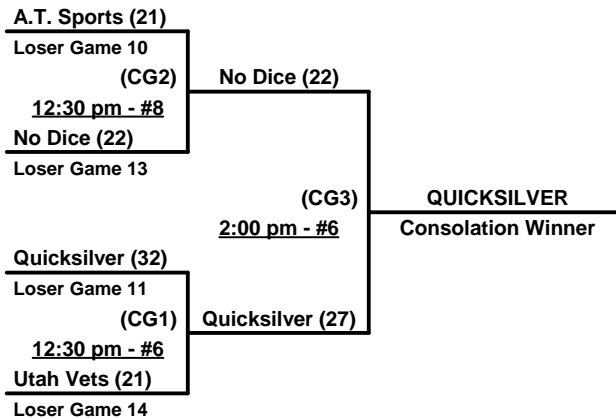 A.T. Sports (21)
Loser Game 10
(CG2)
No Dice (22)
12:30 pm - #8
No Dice (22)
Loser Game 13
(CG3)
QUICKSILVER
2:00 pm - #6
Consolation Winner
Quicksilver (32)
Loser Game 11
(CG1)
Quicksilver (27)
12:30 pm - #6
Utah Vets (21)
Loser Game 14